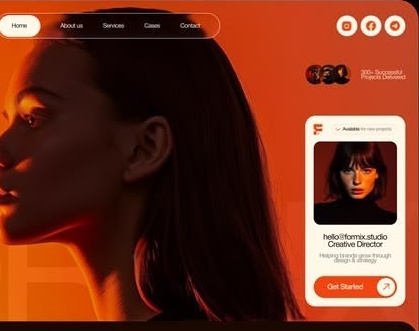 Home
About us
Services
Cases
Contact
300+ Successful
Projects Delivered
Available for new projects
hello@formix.studio
Creative Director
Helping brands grow through
design & strategy
Get Started